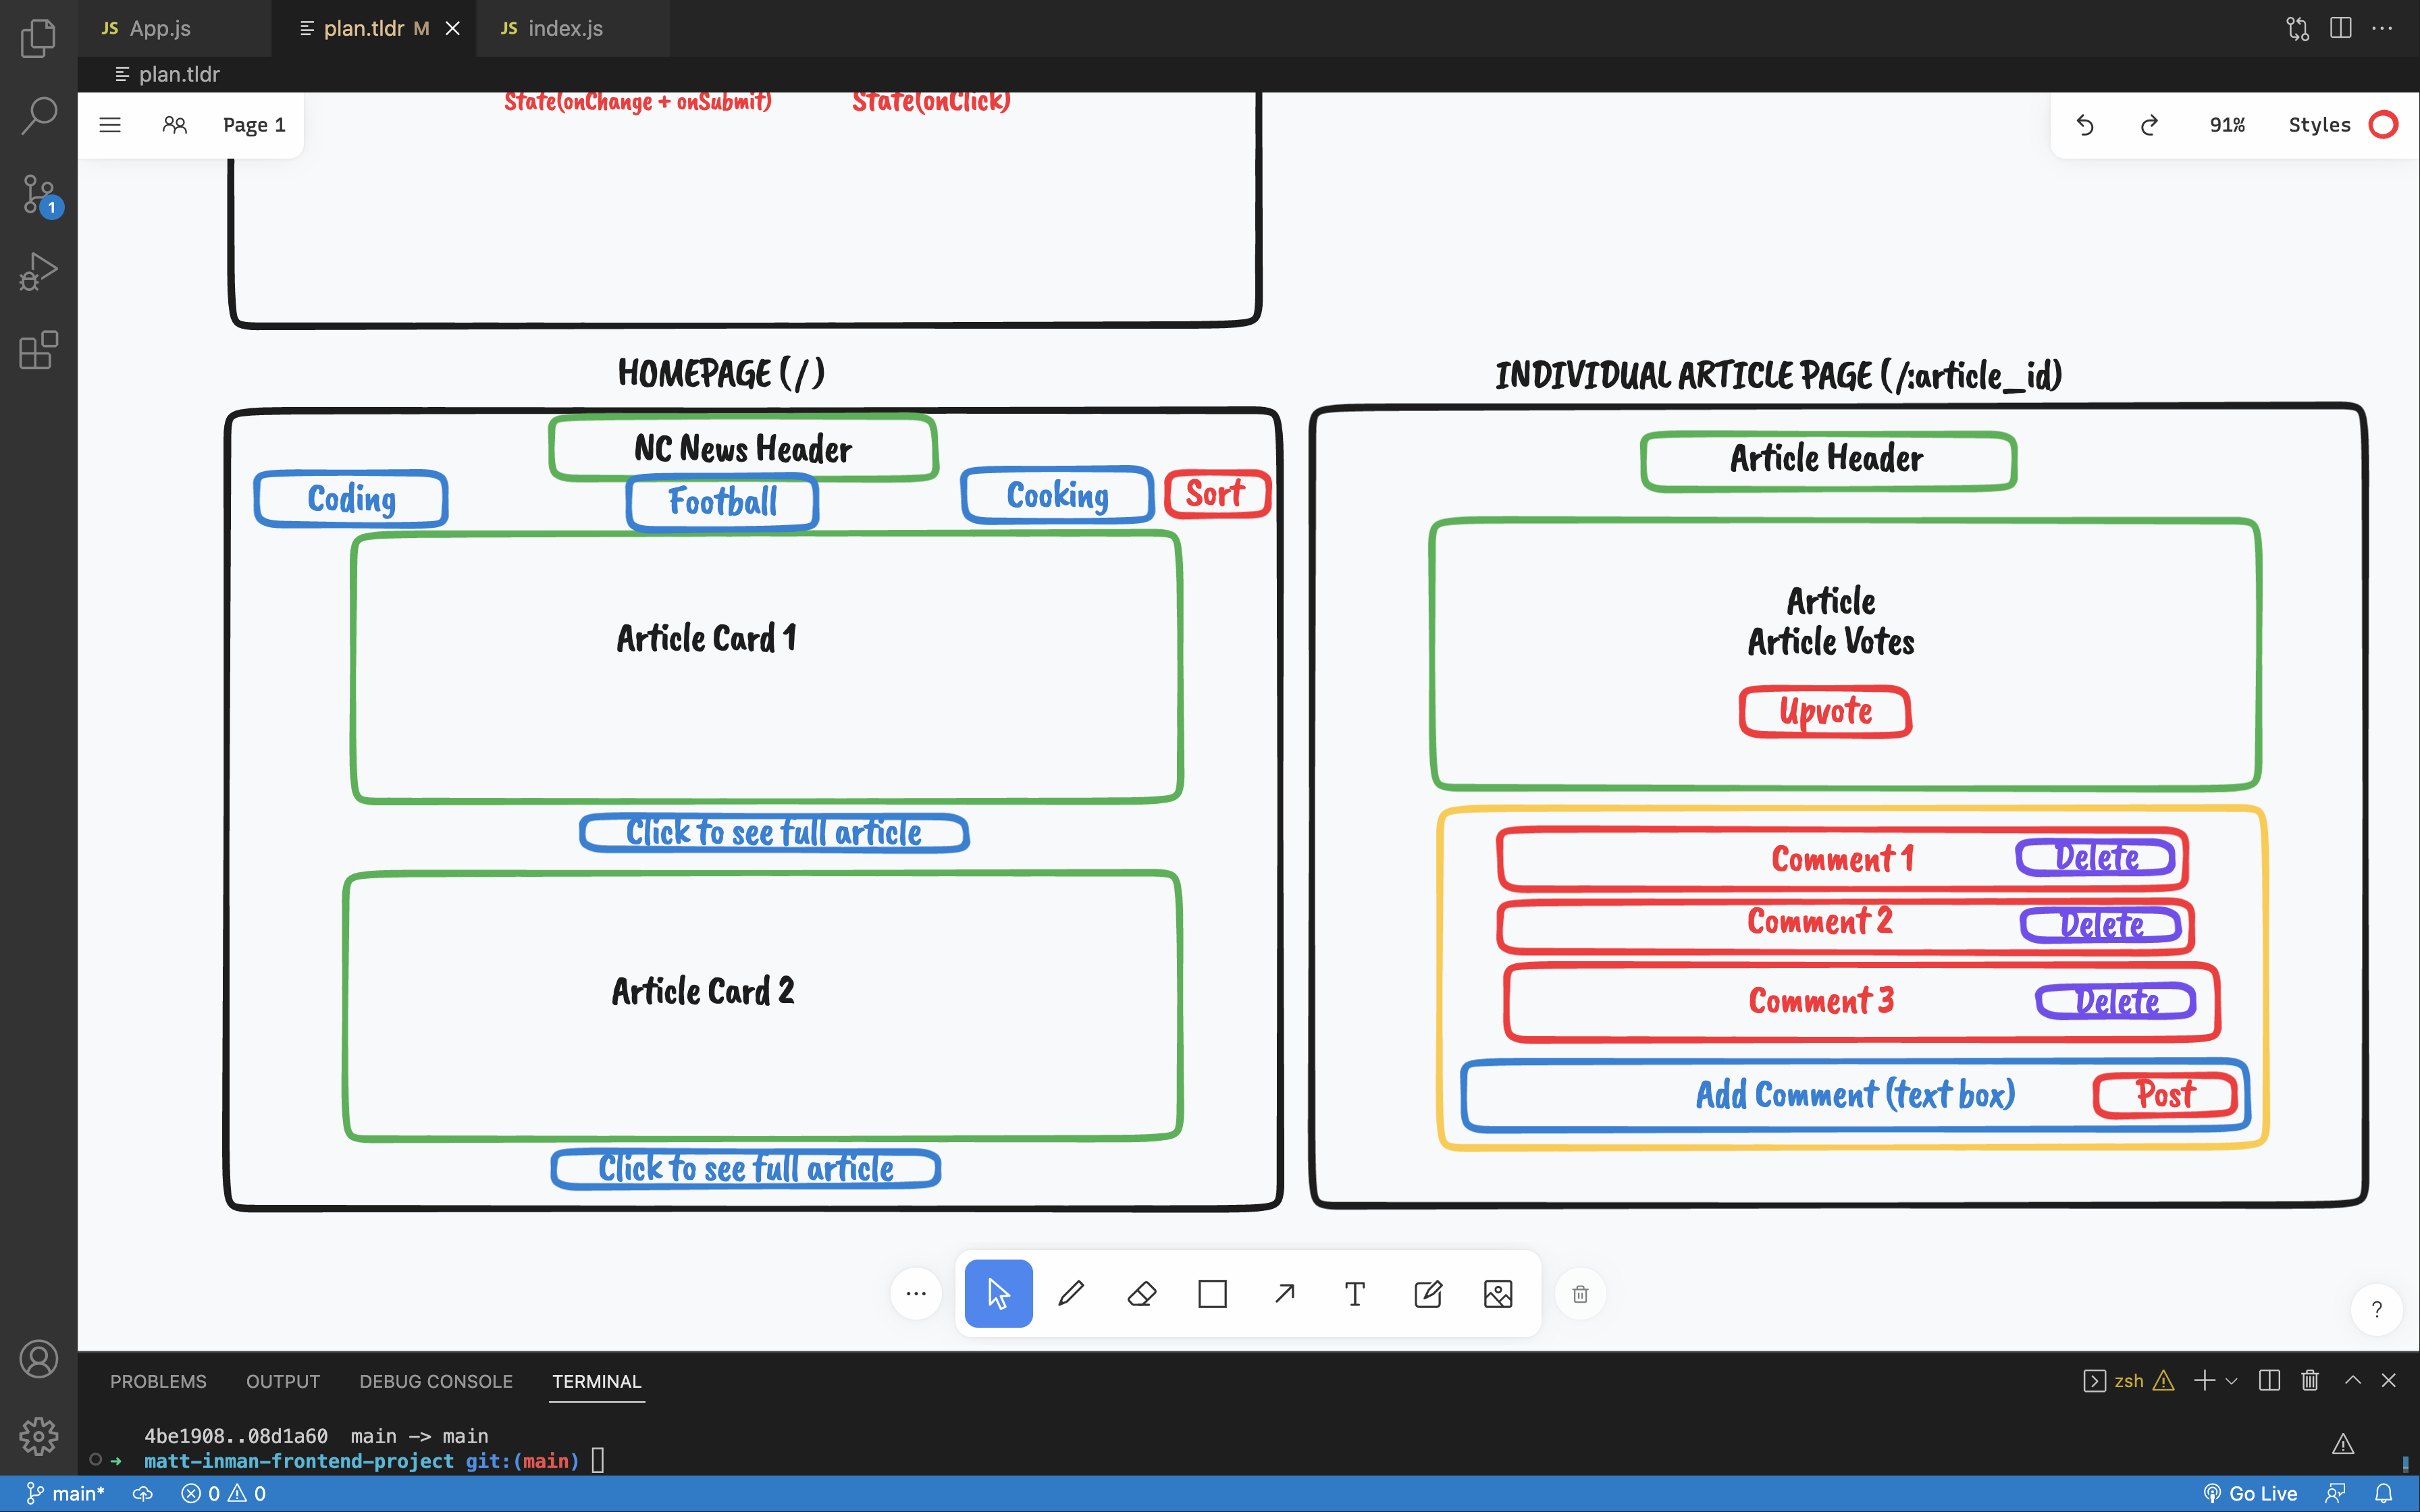 JS App.js
plan.tldr M
JS index.js
plan.tldr
State(onChange + onSubmit)
State(onClick)
Page 1
91%
Styles
1
HOMEPAGE (/)
NC News Header
Coding
Football
Cooking
Sort
Article Card 1
Click to see full article
Article Card 2
Click to see full article
INDIVIDUAL ARTICLE PAGE (/:article_id)
Article Header
Article
Article Votes
Upvote
Comment 1
Delete
Comment 2
Delete
Comment 3
Delete
Add Comment (text box)
Post
T
?
PROBLEMS
OUTPUT
DEBUG CONSOLE
TERMINAL
zsh
4be1908..08d1a60  main -> main
matt-inman-frontend-project git:(main)
main*
0
0
Go Live